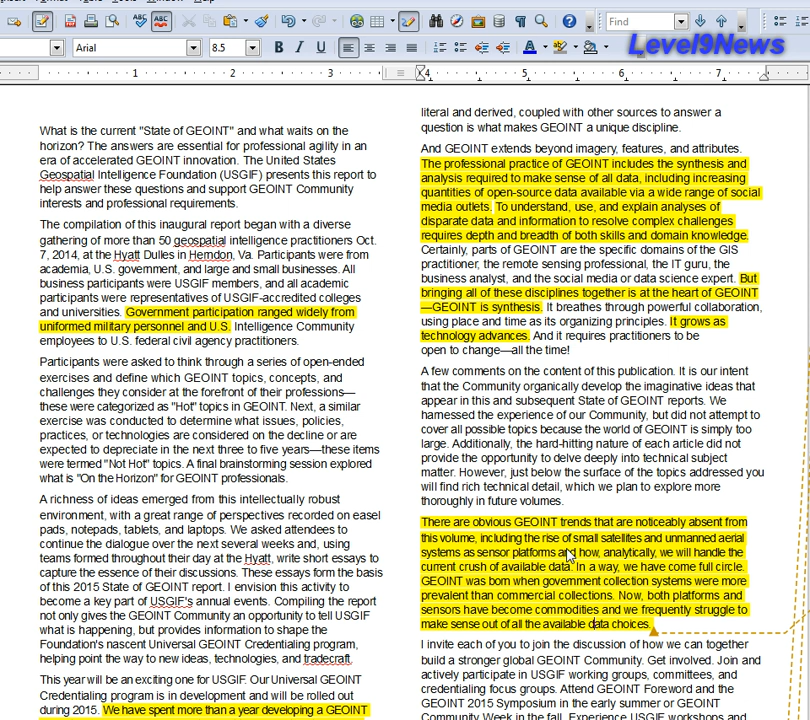 Find
Level9News
Arial
8.5
B
I
U
1
2
3
4
5
6
7
What is the current "State of GEOINT" and what waits on the
horizon? The answers are essential for professional agility in an
era of accelerated GEOINT innovation. The United States
Geospatial Intelligence Foundation (USGIF) presents this report to
help answer these questions and support GEOINT Community
interests and professional requirements.
The compilation of this inaugural report began with a diverse
gathering of more than 50 geospatial intelligence practitioners Oct.
7, 2014, at the Hyatt Dulles in Herndon, Va. Participants were from
academia, U.S. government, and large and small businesses. All
business participants were USGIF members, and all academic
participants were representatives of USGIF-accredited colleges
and universities. Government participation ranged widely from
uniformed military personnel and U.S. Intelligence Community
employees to U.S. federal civil agency practitioners.
Participants were asked to think through a series of open-ended
exercises and define which GEOINT topics, concepts, and
challenges they consider at the forefront of their professions—
these were categorized as "Hot" topics in GEOINT. Next, a similar
exercise was conducted to determine what issues, policies,
practices, or technologies are considered on the decline or are
expected to depreciate in the next three to five years—these items
were termed "Not Hot" topics. A final brainstorming session explored
what is "On the Horizon" for GEOINT professionals.
A richness of ideas emerged from this intellectually robust
environment, with a great range of perspectives recorded on easel
pads, notepads, tablets, and laptops. We asked attendees to
continue the dialogue over the next several weeks and, using
teams formed throughout their day at the Hyatt, write short essays to
capture the essence of their discussions. These essays form the basis
of this 2015 State of GEOINT report. I envision this activity to
become a key part of USGIF's annual events. Compiling the report
not only gives the GEOINT Community an opportunity to tell USGIF
what is happening, but provides information to shape the
Foundation's nascent Universal GEOINT Credentialing program,
helping point the way to new ideas, technologies, and tradecraft.
This year will be an exciting one for USGIF. Our Universal GEOINT
Credentialing program is in development and will be rolled out
during 2015. We have spent more than a year developing a GEOINT
literal and derived, coupled with other sources to answer a
question is what makes GEOINT a unique discipline.
And GEOINT extends beyond imagery, features, and attributes.
The professional practice of GEOINT includes the synthesis and
analysis required to make sense of all data, including increasing
quantities of open-source data available via a wide range of social
media outlets. To understand, use, and explain analyses of
disparate data and information to resolve complex challenges
requires depth and breadth of both skills and domain knowledge.
Certainly, parts of GEOINT are the specific domains of the GIS
practitioner, the remote sensing professional, the IT guru, the
business analyst, and the social media or data science expert. But
bringing all of these disciplines together is at the heart of GEOINT
—GEOINT is synthesis. It breathes through powerful collaboration,
using place and time as its organizing principles. It grows as
technology advances. And it requires practitioners to be
open to change—all the time!
A few comments on the content of this publication. It is our intent
that the Community organically develop the imaginative ideas that
appear in this and subsequent State of GEOINT reports. We
harnessed the experience of our Community, but did not attempt to
cover all possible topics because the world of GEOINT is simply too
large. Additionally, the hard-hitting nature of each article did not
provide the opportunity to delve deeply into technical subject
matter. However, just below the surface of the topics addressed you
will find rich technical detail, which we plan to explore more
thoroughly in future volumes.
There are obvious GEOINT trends that are noticeably absent from
this volume, including the rise of small satellites and unmanned aerial
systems as sensor platforms and how, analytically, we will handle the
current crush of available data. In a way, we have come full circle.
GEOINT was born when government collection systems were more
prevalent than commercial collections. Now, both platforms and
sensors have become commodities and we frequently struggle to
make sense out of all the available data choices.
I invite each of you to join the discussion of how we can together
build a stronger global GEOINT Community. Get involved. Join and
actively participate in USGIF working groups, committees, and
credentialing focus groups. Attend GEOINT Foreword and the
GEOINT 2015 Symposium in the early summer or GEOINT
Community Week in the fall. Experience USGIF workshops and